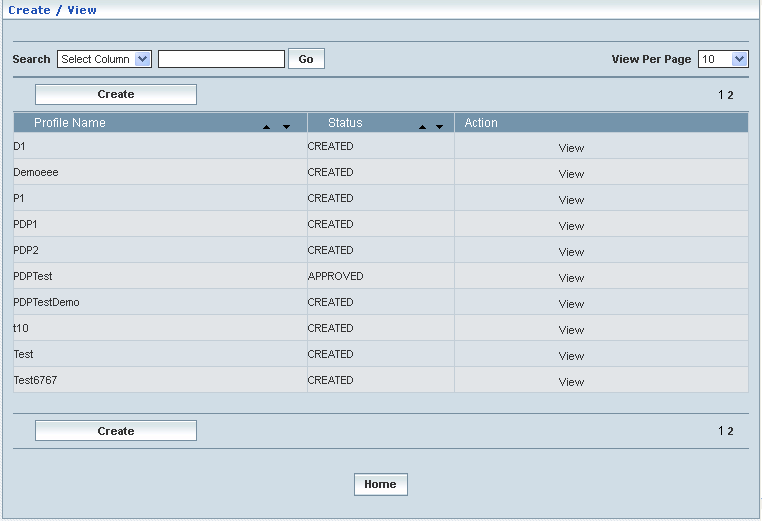 Create / View
Search Select Column Go View Per Page 10
Create 1 2
Profile Name Status Action
D1 CREATED View
Demoeee CREATED View
P1 CREATED View
PDP1 CREATED View
PDP2 CREATED View
PDPTest APPROVED View
PDPTestDemo CREATED View
t10 CREATED View
Test CREATED View
Test6767 CREATED View
Create 1 2
Home